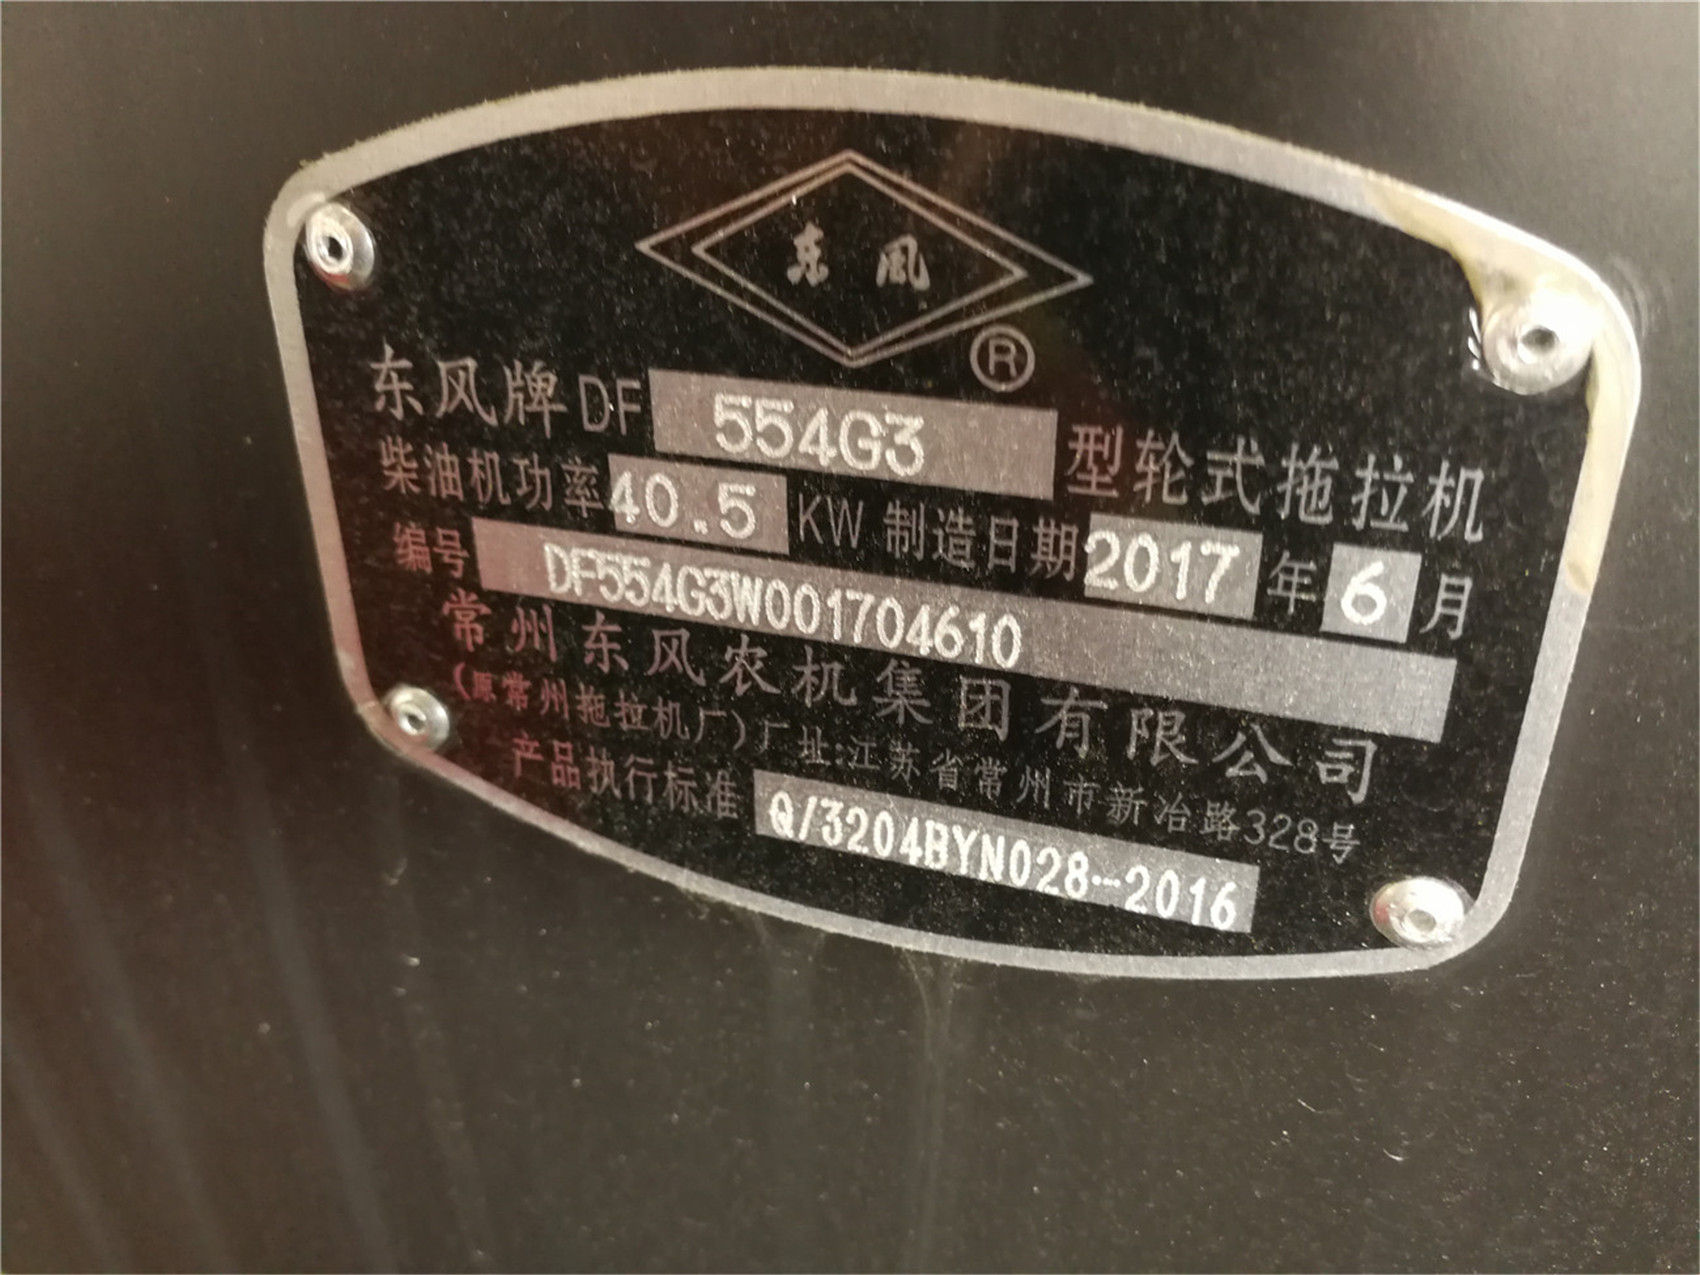 东風
®
东风牌DF 554G3 型轮式拖拉机
柴油机功率40.5 KW 制造日期2017年6月
编号 DF554G3W001704610
常州东风农机集团有限公司
(原常州拖拉机厂)厂址:江苏省常州市新冶路328号
产品执行标准 Q/3204BYN028-2016